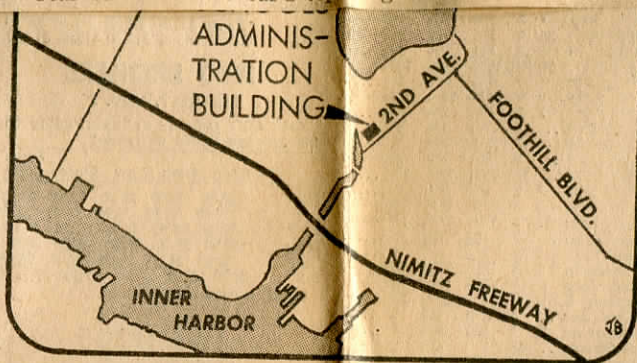 ADMINIS-
TRATION
BUILDING
2ND AVE.
FOOTHILL BLVD.
NIMITZ FREEWAY
INNER
HARBOR
JB